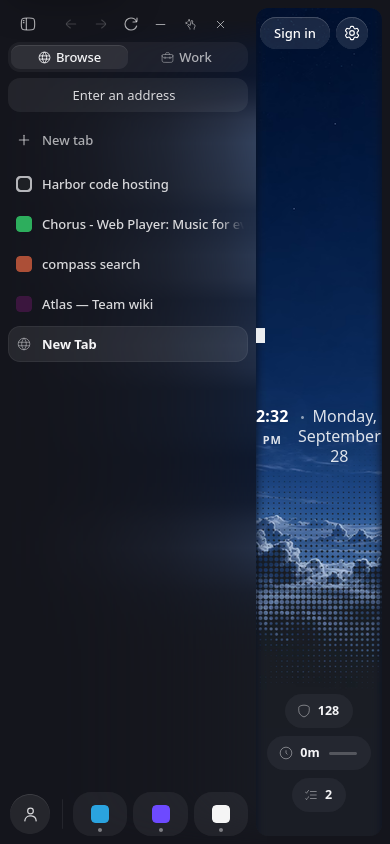 Sign in
Browse
Work
Enter an address
New tab
Harbor code hosting
Chorus - Web Player: Music for
compass search
Atlas — Team wiki
New Tab
2:32 • Monday,
PM September
28
128
0m
2